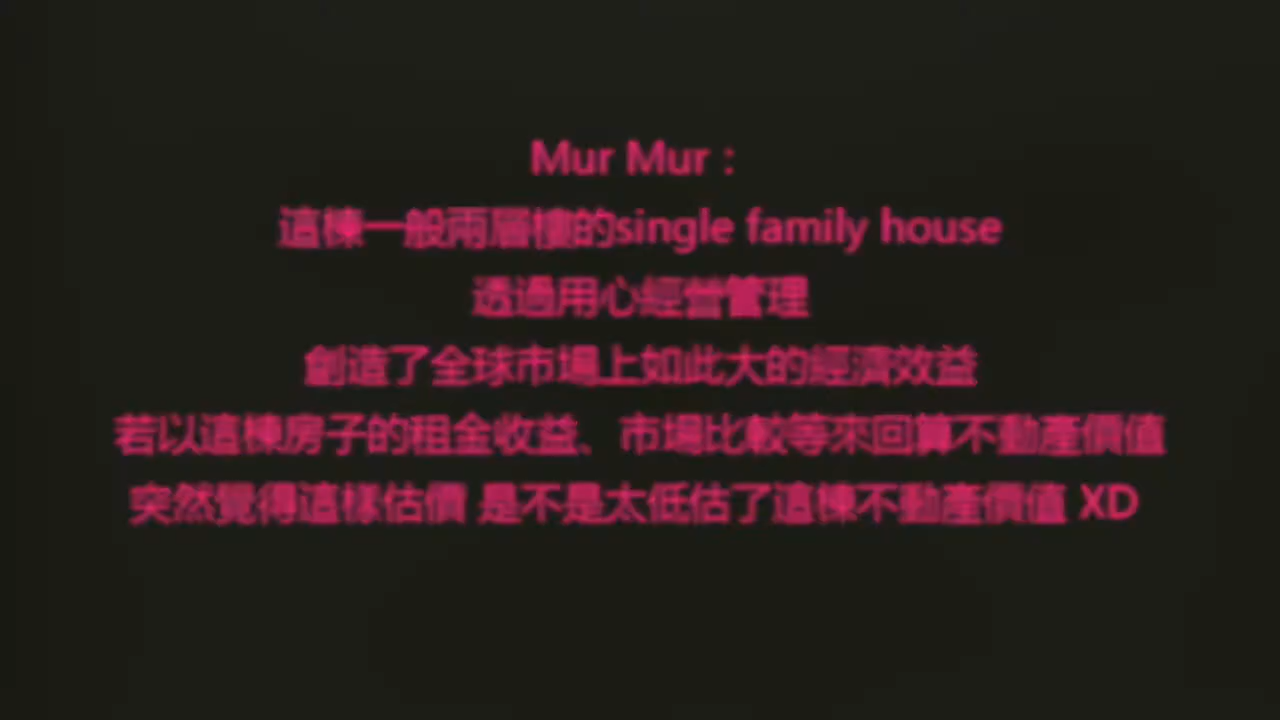 Mur Mur：
這棟一般兩層樓的single family house
透過用心經營管理
創造了全球市場上如此大的經濟效益
若以這棟房子的租金收益、市場比較等來回算不動產價值
突然覺得這樣估價 是不是太低估了這棟不動產價值 XD